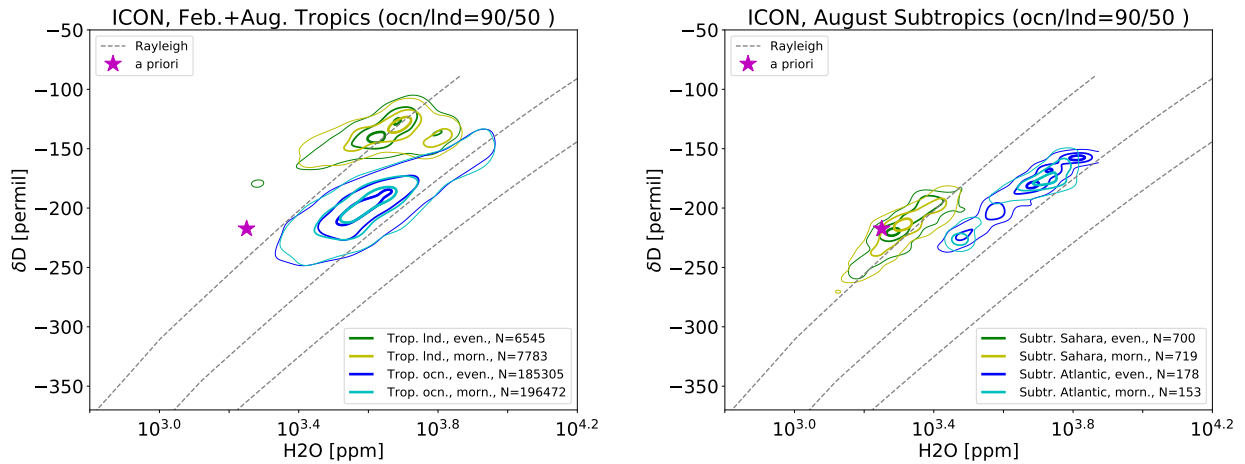 ICON, Feb.+Aug. Tropics (ocn/lnd=90/50 )
Rayleigh
a priori
−50
−100
−150
−200
−250
−300
−350
δD [permil]
Trop. lnd., even., N=6545
Trop. lnd., morn., N=7783
Trop. ocn., even., N=185305
Trop. ocn., morn., N=196472
10^3.0
10^3.4
10^3.8
10^4.2
H2O [ppm]
ICON, August Subtropics (ocn/lnd=90/50 )
Rayleigh
a priori
−50
−100
−150
−200
−250
−300
−350
δD [permil]
Subtr. Sahara, even., N=700
Subtr. Sahara, morn., N=719
Subtr. Atlantic, even., N=178
Subtr. Atlantic, morn., N=153
10^3.0
10^3.4
10^3.8
10^4.2
H2O [ppm]